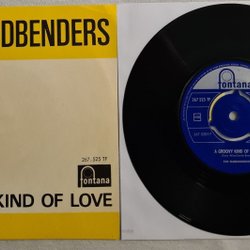 DBENDERS
267.525 TF
fontana
KIND OF LOVE
fontana
267 525 TF
A GROOVY KIND OF
THE MINDBENDERS